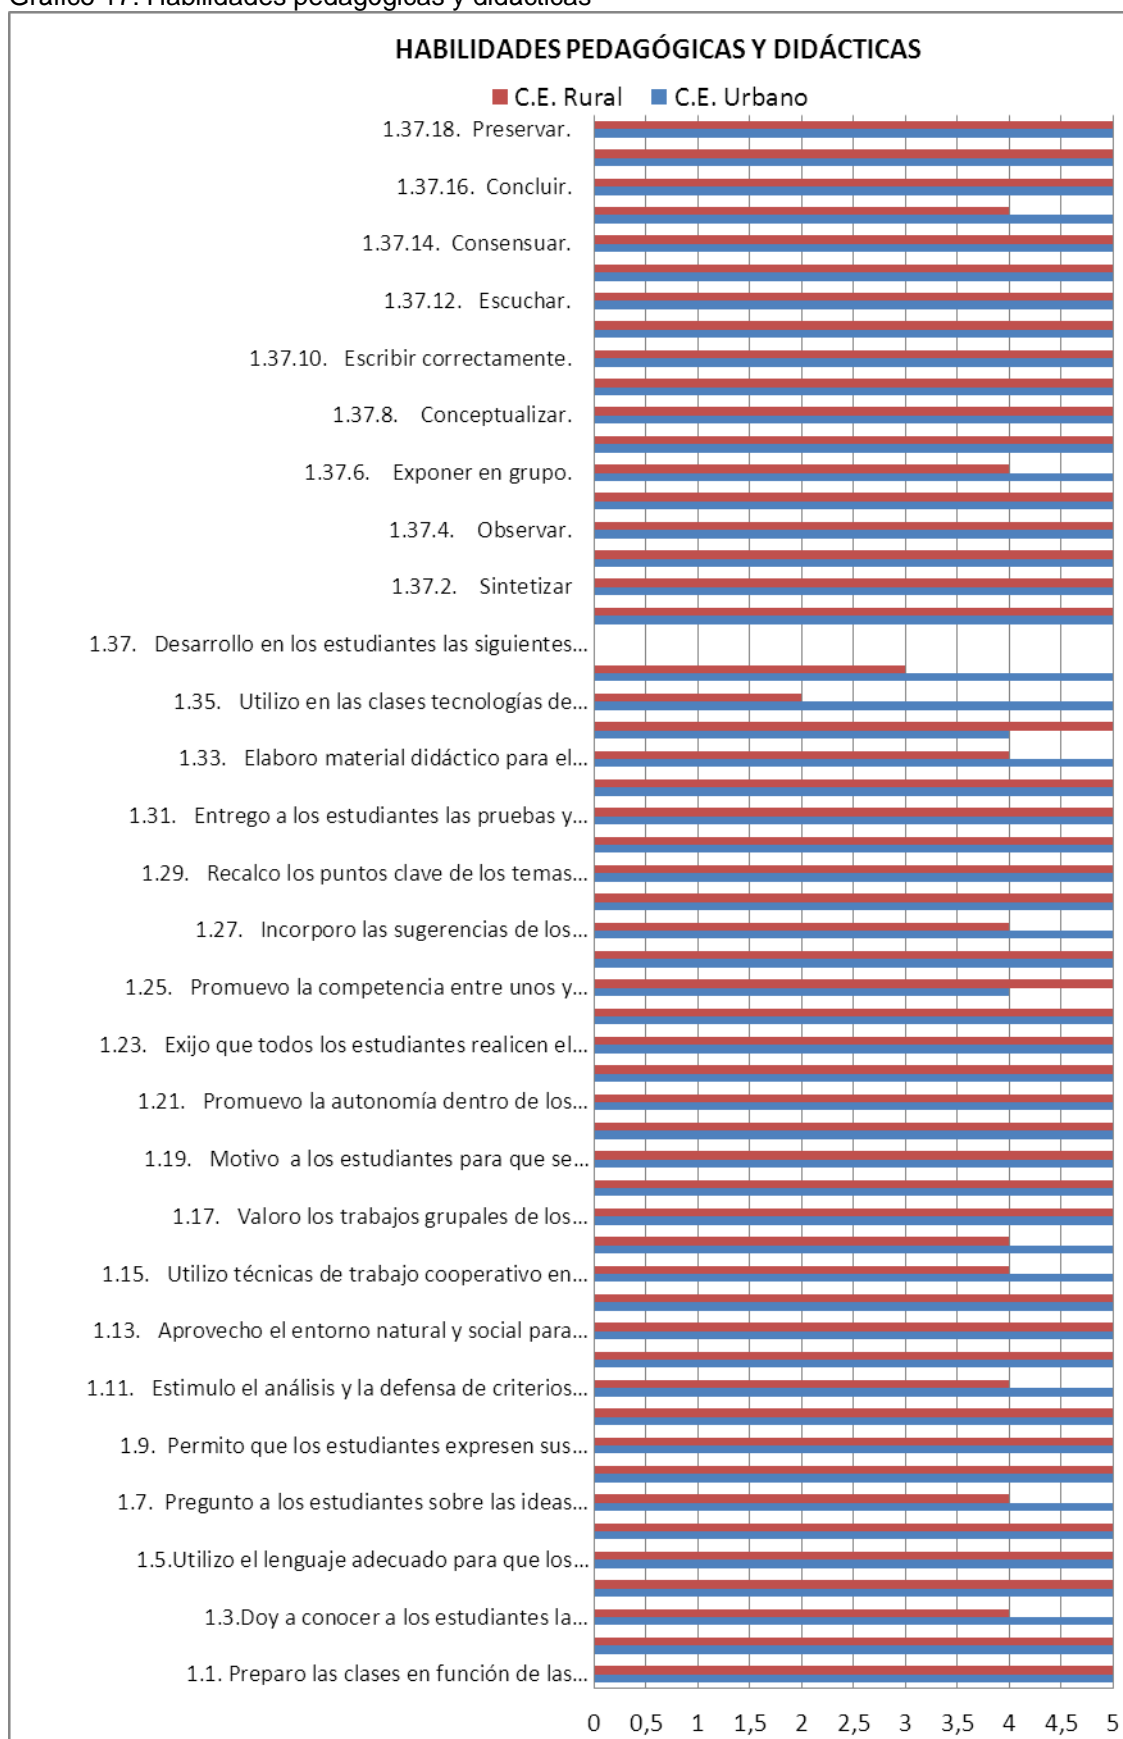 Gráfico 17: Habilidades pedagógicas y didácticas
HABILIDADES PEDAGÓGICAS Y DIDÁCTICAS
C.E. Rural C.E. Urbano
1.37.18. Preservar.
1.37.16. Concluir.
1.37.14. Consensuar.
1.37.12. Escuchar.
1.37.10. Escribir correctamente.
1.37.8. Conceptualizar.
1.37.6. Exponer en grupo.
1.37.4. Observar.
1.37.2. Sintetizar
1.37. Desarrollo en los estudiantes las siguientes...
1.35. Utilizo en las clases tecnologías de...
1.33. Elaboro material didáctico para el...
1.31. Entrego a los estudiantes las pruebas y...
1.29. Recalco los puntos clave de los temas...
1.27. Incorporo las sugerencias de los...
1.25. Promuevo la competencia entre unos y...
1.23. Exijo que todos los estudiantes realicen el...
1.21. Promuevo la autonomía dentro de los...
1.19. Motivo a los estudiantes para que se...
1.17. Valoro los trabajos grupales de los...
1.15. Utilizo técnicas de trabajo cooperativo en...
1.13. Aprovecho el entorno natural y social para...
1.11. Estimulo el análisis y la defensa de criterios...
1.9. Permito que los estudiantes expresen sus...
1.7. Pregunto a los estudiantes sobre las ideas...
1.5.Utilizo el lenguaje adecuado para que los...
1.3.Doy a conocer a los estudiantes la...
1.1. Preparo las clases en función de las...
0 0,5 1 1,5 2 2,5 3 3,5 4 4,5 5